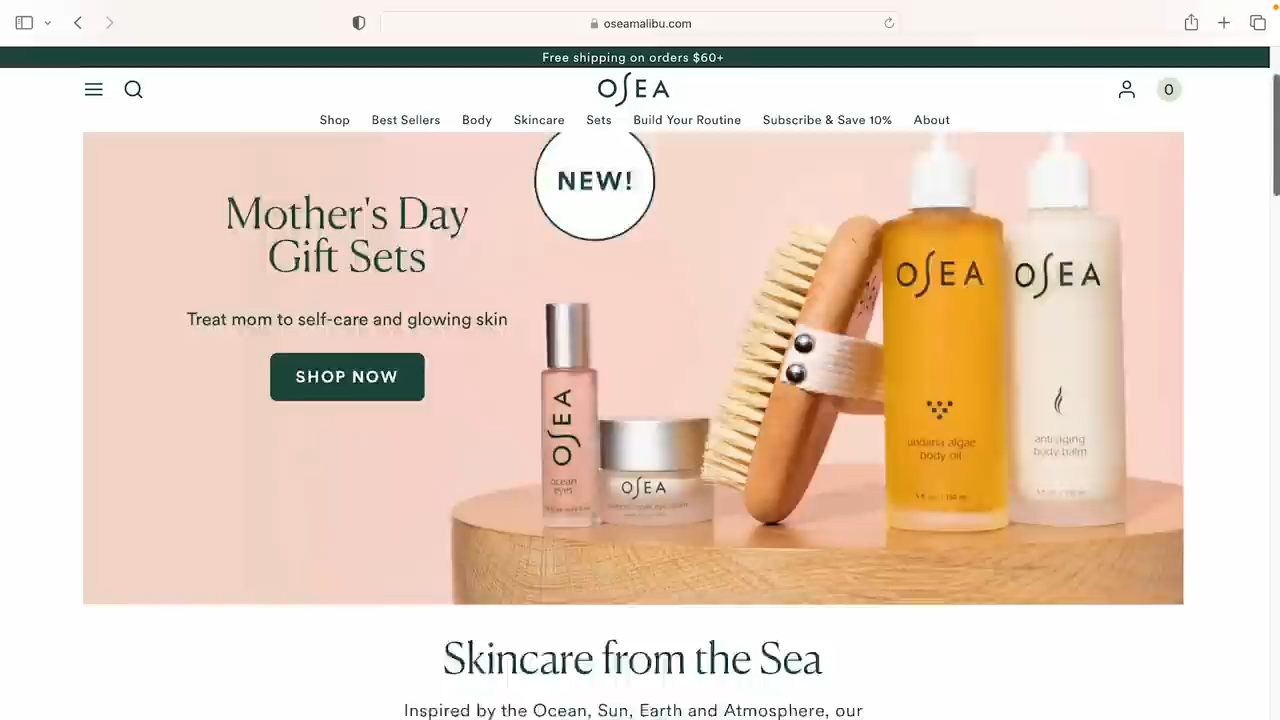 oseamalibu.com
Free shipping on orders $60+
OSEA
0
Shop Best Sellers Body Skincare Sets Build Your Routine Subscribe & Save 10% About
NEW!
Mother's Day
Gift Sets
Treat mom to self-care and glowing skin
SHOP NOW
OSEA
ocean
eyes
OSEA
OSEA
undaria algae
body oil
OSEA
anti-aging
body balm
Skincare from the Sea
Inspired by the Ocean, Sun, Earth and Atmosphere, our